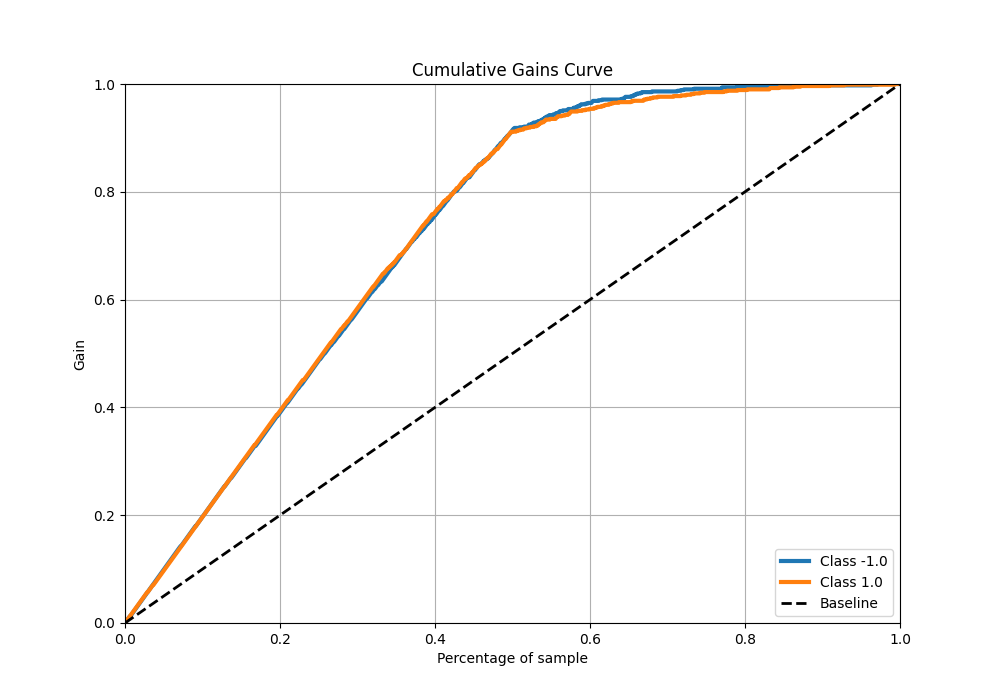 Cumulative Gains Curve
1.0
0.8
0.6
0.4
0.2
0.0
Gain
0.0 0.2 0.4 0.6 0.8 1.0
Percentage of sample
Class -1.0
Class 1.0
Baseline